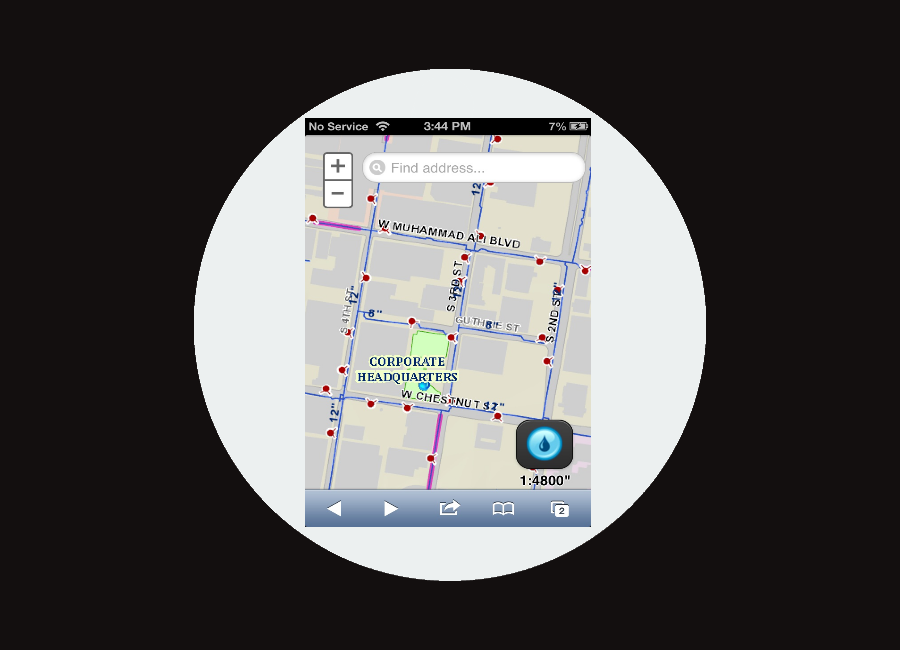 No Service 3:44 PM 7%
+
Find address...
−
12"
W MUHAMMAD ALI BLVD
S 3RD ST
12"
S 4TH ST
12"
S 2ND ST
8"
GUTHRIE ST
8"
CORPORATE
HEADQUARTERS
W CHESTNUT ST
12"
12"
1:4800"
2